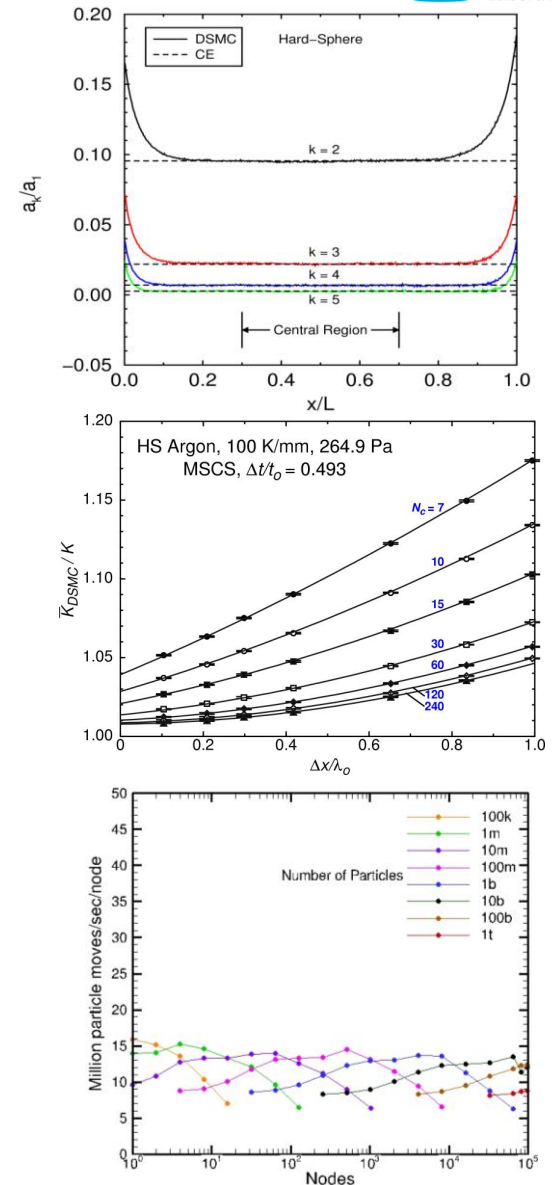 0.20
DSMC
CE
Hard−Sphere
0.15
k = 2
0.10
a_k/a_1
0.05
k = 3
k = 4
0.00
k = 5
Central Region
−0.05
0.0 0.2 0.4 0.6 0.8 1.0
x/L
1.20
HS Argon, 100 K/mm, 264.9 Pa
MSCS, Δt/t_o = 0.493
1.15
N_c = 7
K̅_DSMC / K
10
1.10
15
30
1.05
60
120
240
1.00
0 0.2 0.4 0.6 0.8 1.0
Δx/λ_o
50
100k
1m
45
10m
100m
Number of Particles
1b
40
10b
100b
1t
35
30
25
20
15
10
5
0
Million particle moves/sec/node
10^0 10^1 10^2 10^3 10^4 10^5
Nodes